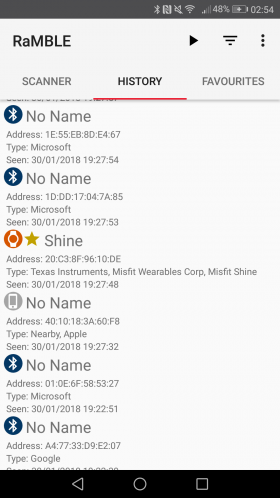 48% 02:54
RaMBLE
SCANNER HISTORY FAVOURITES
No Name
Address: 1E:55:EB:8D:E4:67
Type: Microsoft
Seen: 30/01/2018 19:27:54
No Name
Address: 1D:DD:17:04:7A:85
Type: Microsoft
Seen: 30/01/2018 19:27:53
Shine
Address: 20:C3:8F:96:10:DE
Type: Texas Instruments, Misfit Wearables Corp, Misfit Shine
Seen: 30/01/2018 19:27:48
No Name
Address: 40:10:18:3A:60:F8
Type: Nearby, Apple
Seen: 30/01/2018 19:27:32
No Name
Address: 01:0E:6F:58:53:27
Type: Microsoft
Seen: 30/01/2018 19:22:51
No Name
Address: A4:77:33:D9:E2:07
Type: Google